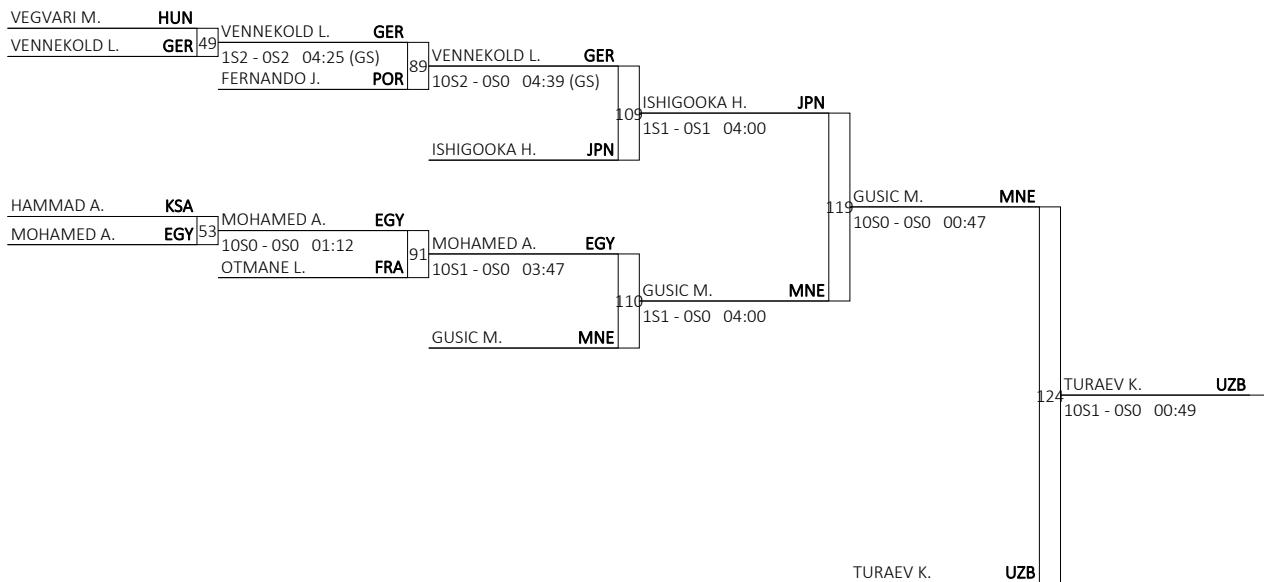 VEGVARI M. HUN
VENNEKOLD L. GER
49
VENNEKOLD L. GER
1S2 - 0S2 04:25 (GS)
FERNANDO J. POR
89
VENNEKOLD L. GER
10S2 - 0S0 04:39 (GS)
ISHIGOOKA H. JPN
109
ISHIGOOKA H. JPN
1S1 - 0S1 04:00
HAMMAD A. KSA
MOHAMED A. EGY
53
MOHAMED A. EGY
10S0 - 0S0 01:12
OTMANE L. FRA
91
MOHAMED A. EGY
10S1 - 0S0 03:47
GUSIC M. MNE
110
GUSIC M. MNE
1S1 - 0S0 04:00
119
GUSIC M. MNE
10S0 - 0S0 00:47
TURAEV K. UZB
124
TURAEV K. UZB
10S1 - 0S0 00:49